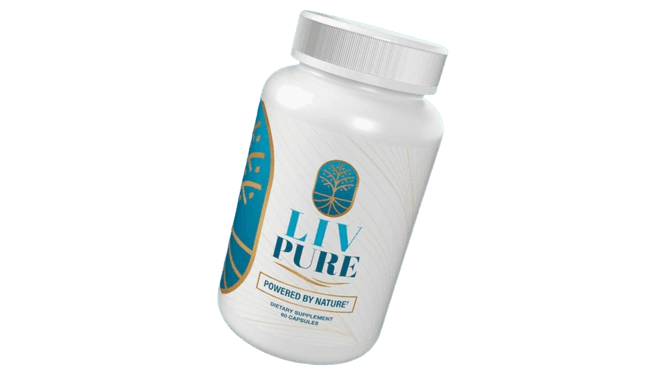 LIV
PURE
POWERED BY NATURE†
DIETARY SUPPLEMENT
60 CAPSULES